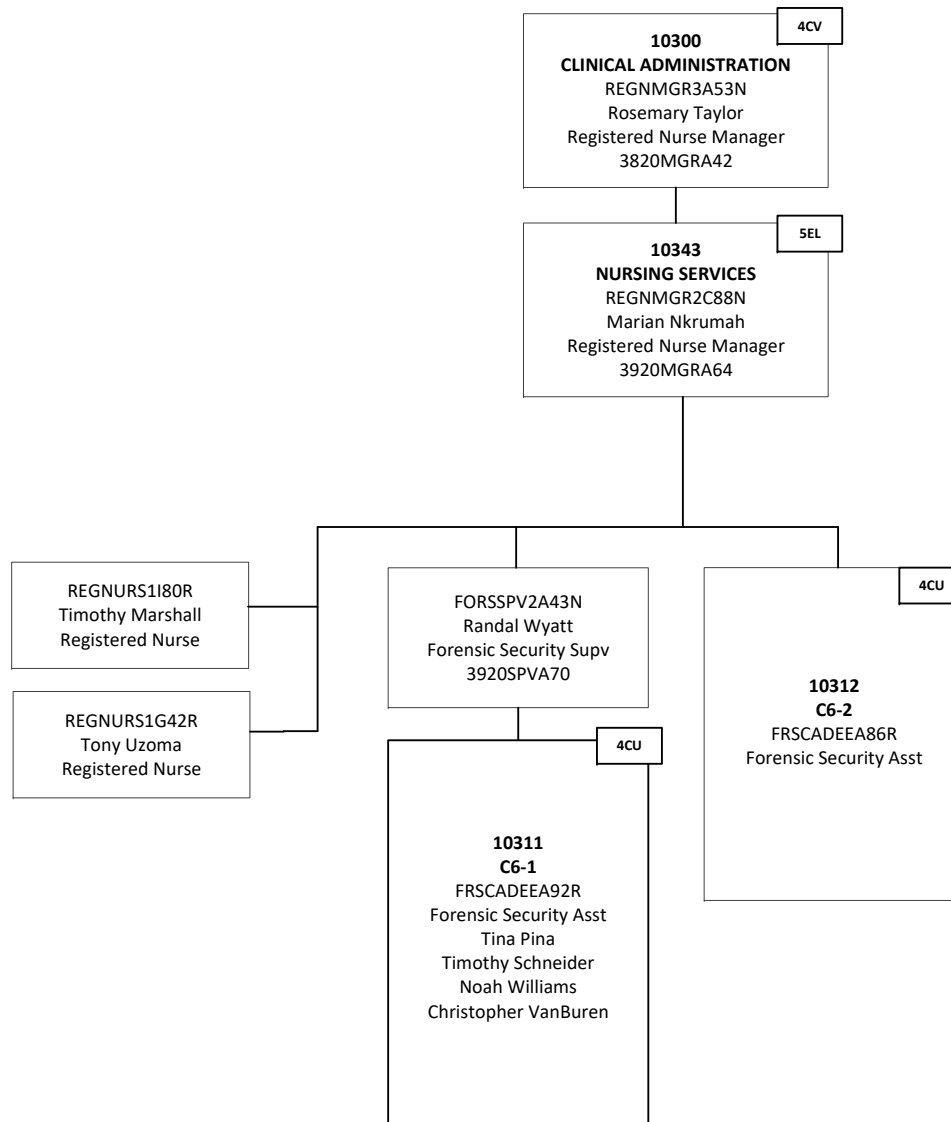 4CV
10300
CLINICAL ADMINISTRATION
REGNMGR3A53N
Rosemary Taylor
Registered Nurse Manager
3820MGRA42
5EL
10343
NURSING SERVICES
REGNMGR2C88N
Marian Nkrumah
Registered Nurse Manager
3920MGRA64
REGNURS1I80R
Timothy Marshall
Registered Nurse
REGNURS1G42R
Tony Uzoma
Registered Nurse
FORSSPV2A43N
Randal Wyatt
Forensic Security Supv
3920SPVA70
4CU
10311
C6-1
FRSCADEEA92R
Forensic Security Asst
Tina Pina
Timothy Schneider
Noah Williams
Christopher VanBuren
4CU
10312
C6-2
FRSCADEEA86R
Forensic Security Asst